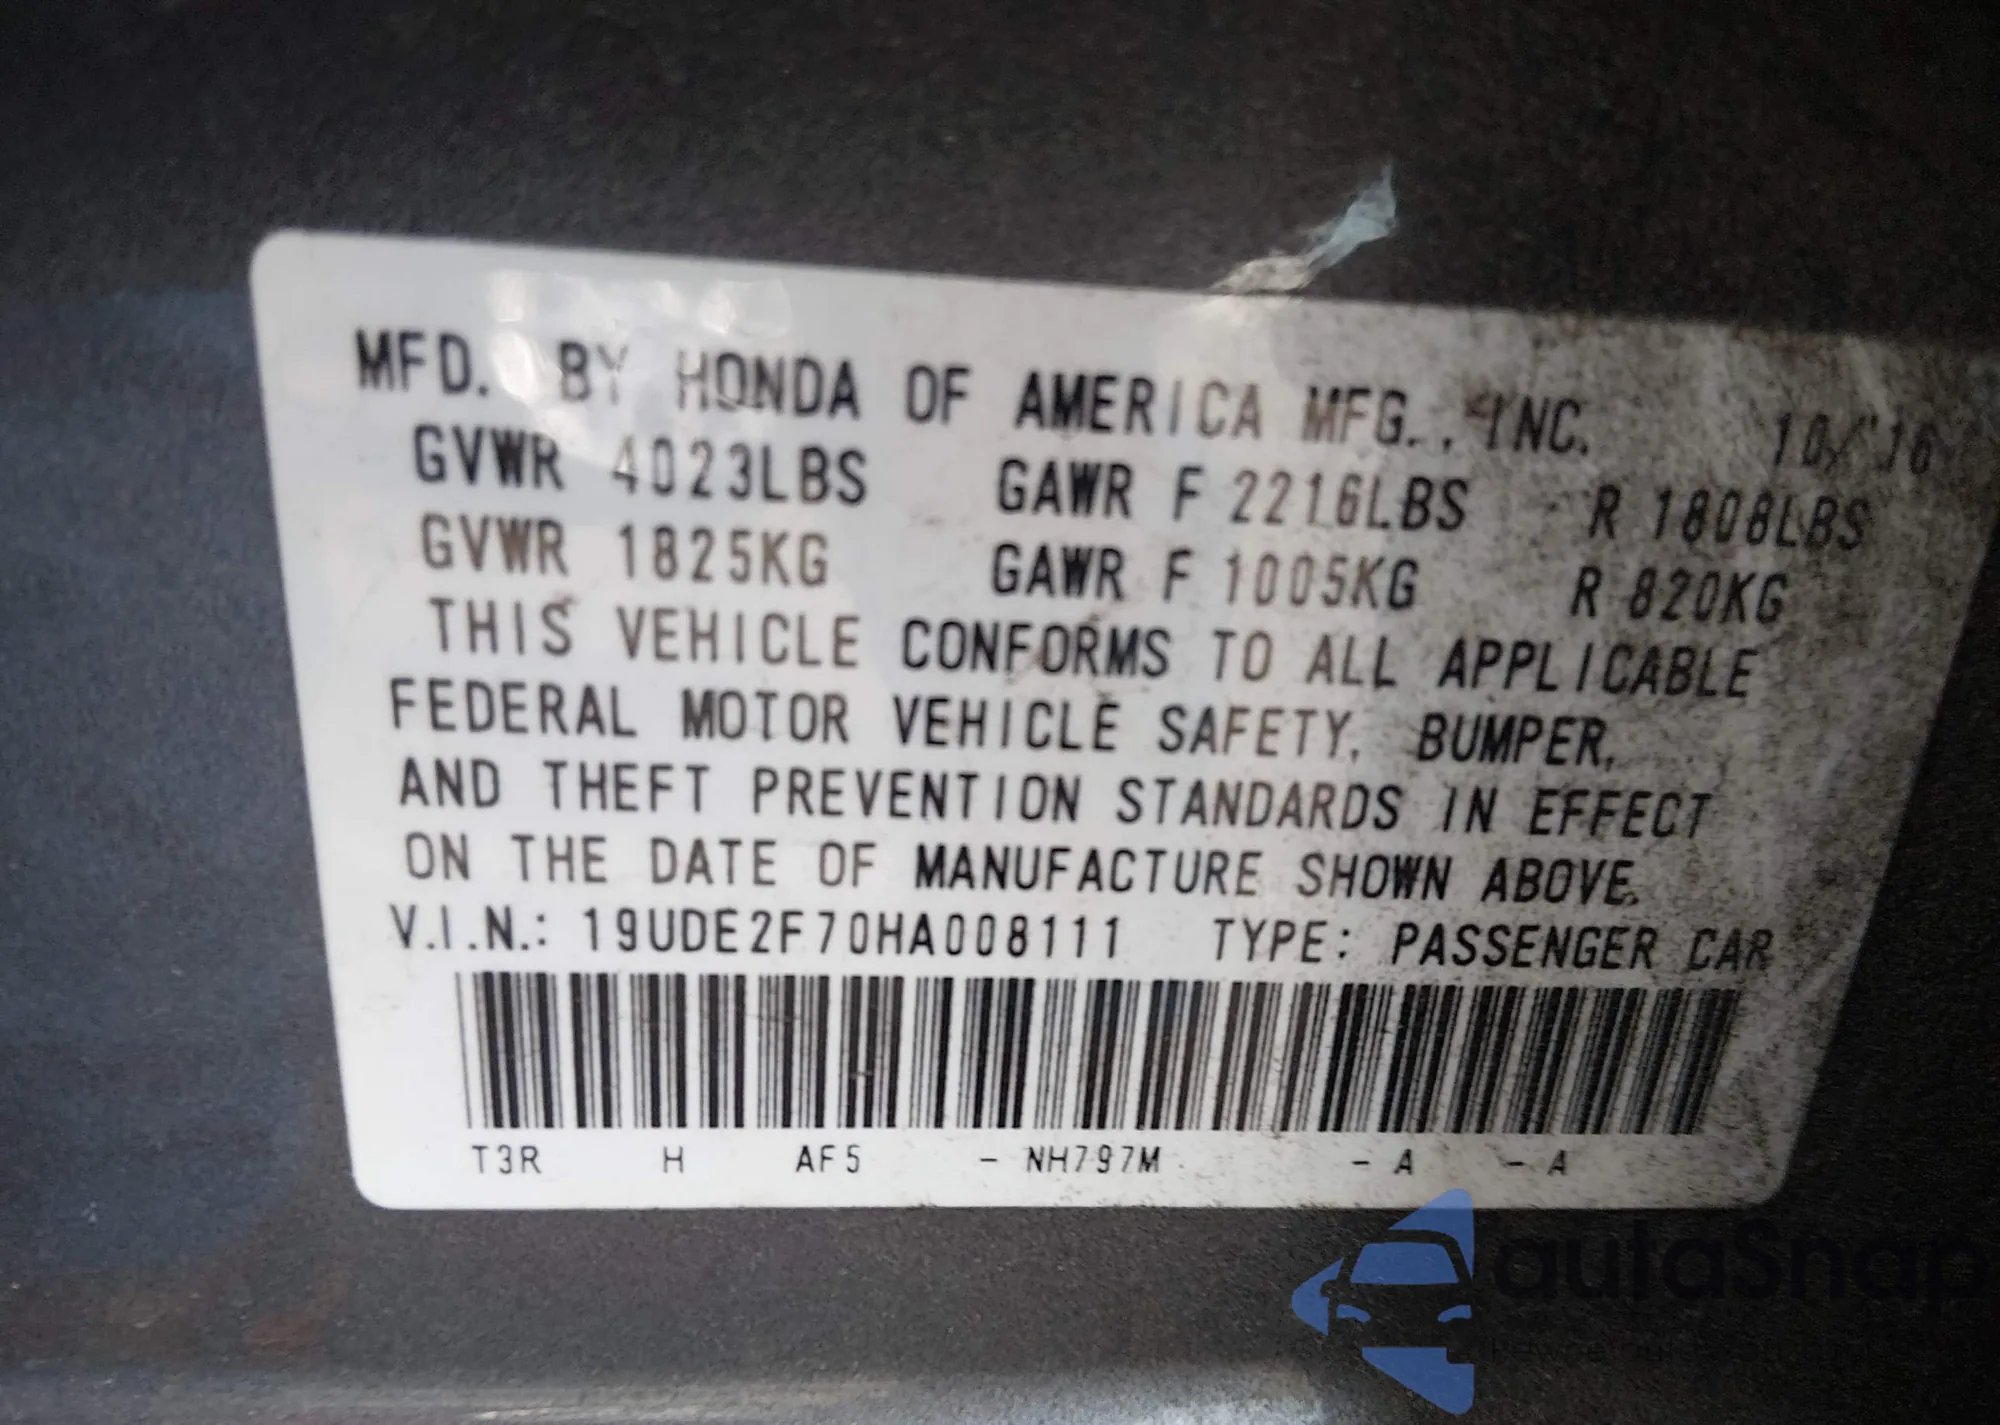 MFD. BY HONDA OF AMERICA MFG., INC. 10/'16
GVWR 4023LBS GAWR F 2216LBS R 1808LBS
GVWR 1825KG GAWR F 1005KG R 820KG
THIS VEHICLE CONFORMS TO ALL APPLICABLE
FEDERAL MOTOR VEHICLE SAFETY, BUMPER,
AND THEFT PREVENTION STANDARDS IN EFFECT
ON THE DATE OF MANUFACTURE SHOWN ABOVE.
V.I.N.: 19UDE2F70HA008111 TYPE: PASSENGER CAR
T3R H AF5 - NH797M - A - A
autaSnap